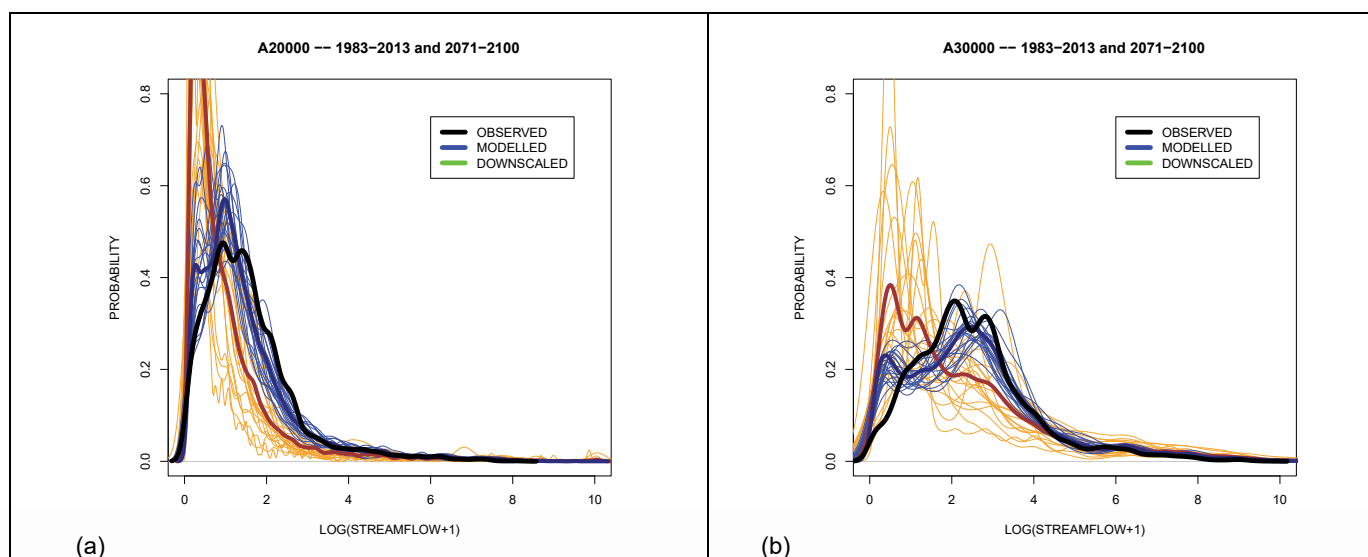 A20000 −− 1983−2013 and 2071−2100
0.8
0.6
0.4
0.2
0.0
PROBABILITY
OBSERVED
MODELLED
DOWNSCALED
0 2 4 6 8 10
LOG(STREAMFLOW+1)
(a)
A30000 −− 1983−2013 and 2071−2100
0.8
0.6
0.4
0.2
0.0
PROBABILITY
OBSERVED
MODELLED
DOWNSCALED
0 2 4 6 8 10
LOG(STREAMFLOW+1)
(b)